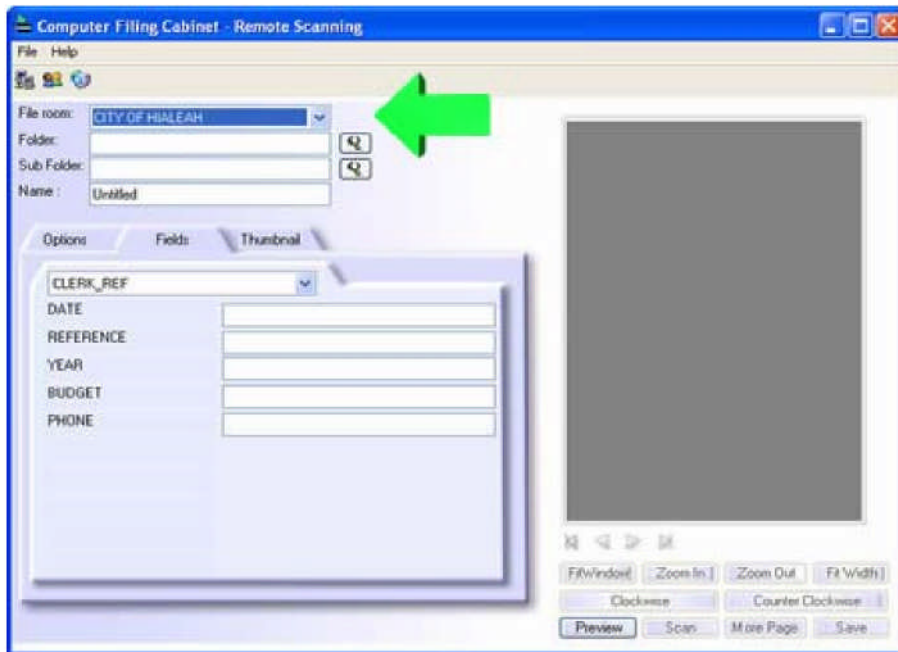 Computer Filing Cabinet - Remote Scanning
File Help
File room: CITY OF HIALEAH
Folder:
Sub Folder:
Name : Untitled
Options Fields Thumbnail
CLERK_REF
DATE
REFERENCE
YEAR
BUDGET
PHONE
FitWindow Zoom In Zoom Out Fit Width
Clockwise Counter Clockwise
Preview Scan More Page Save